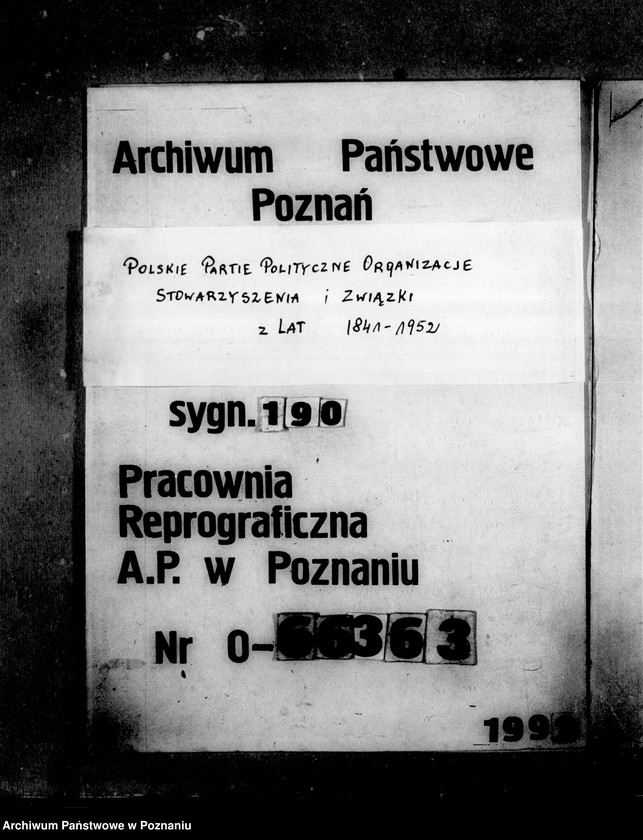 Archiwum Państwowe
Poznań
POLSKIE PARTIE POLITYCZNE ORGANIZACJE
STOWARZYSZENIA i ZWIĄZKI
z LAT 1841-1952
sygn. 190
Pracownia
Reprograficzna
A.P. w Poznaniu
Nr 0-66363
Archiwum Państwowe w Poznaniu